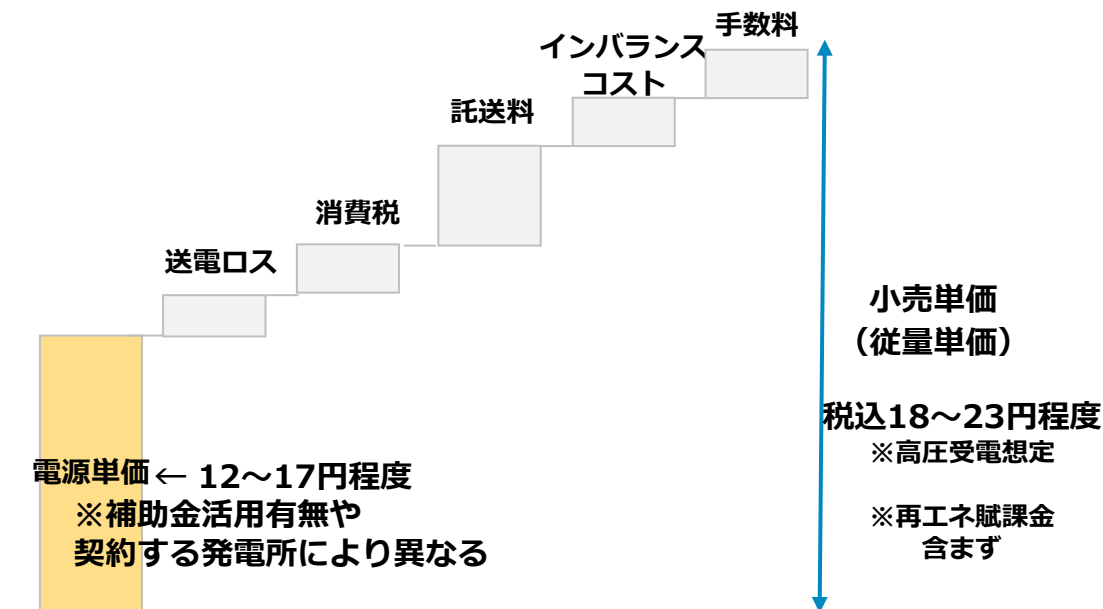 手数料
インバランス
コスト
託送料
消費税
送電ロス
小売単価
（従量単価）
税込18～23円程度
※高圧受電想定
※再エネ賦課金
含まず
電源単価← 12～17円程度
※補助金活用有無や
契約する発電所により異なる